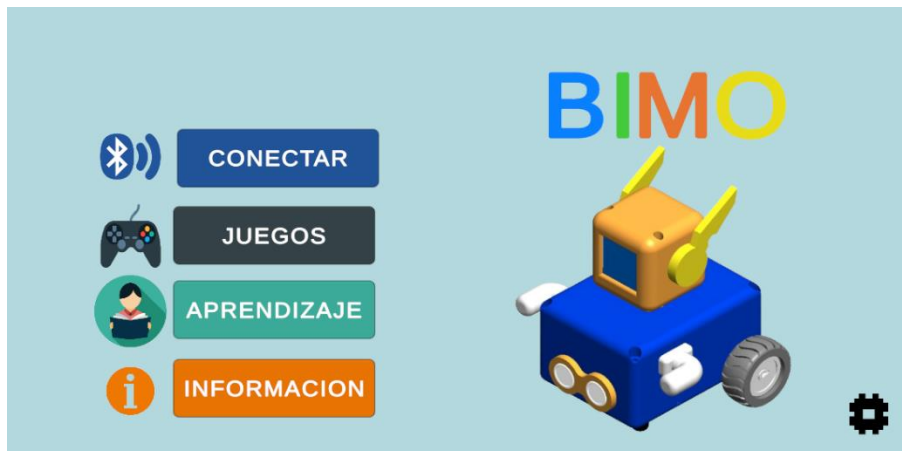 BIMO
CONECTAR
JUEGOS
APRENDIZAJE
INFORMACION